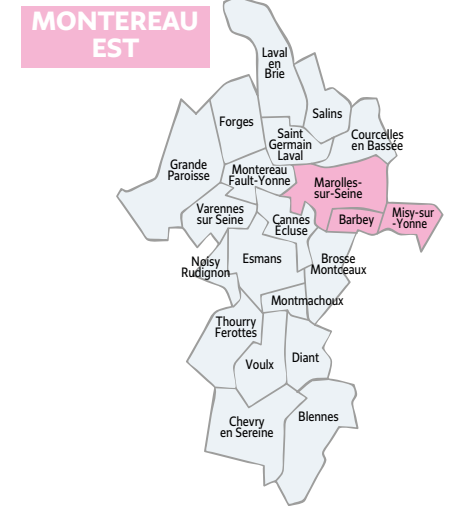 MONTEREAU
EST
Laval
en
Brie
Salins
Forges
Saint
Germain
Laval
Courcelles
en Bassée
Grande
Paroisse
Montereau
Fault-Yonne
Marolles-
sur-Seine
Varennes
sur Seine
Cannes
Écluse
Barbey
Misy-sur
-Yonne
Noisy
Rudignon
Esmans
Brosse
Montceaux
Montmachoux
Thourry
Ferottes
Voulx
Diant
Chevry
en Sereine
Blennes